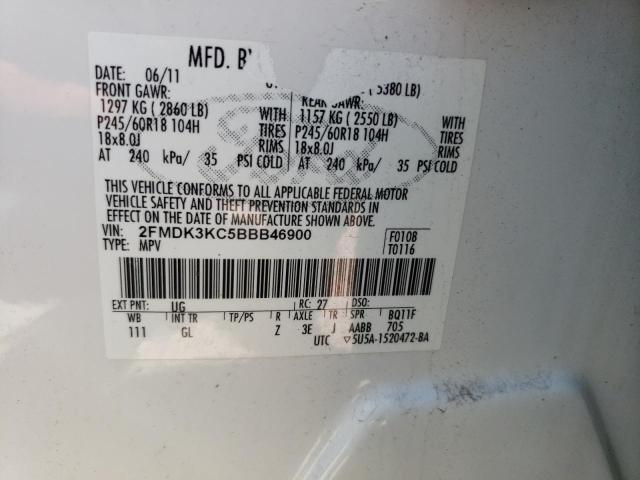 MFD. B
DATE: 06/11 5380 LB)
FRONT GAWR: REAR GAWR:
1297 KG ( 2860 LB) WITH 1157 KG ( 2550 LB) WITH
P245/60R18 104H TIRES P245/60R18 104H TIRES
18x8.0J RIMS 18x8.0J RIMS
AT 240 kPa/ 35 PSI COLD AT 240 kPa/ 35 PSI COLD
THIS VEHICLE CONFORMS TO ALL APPLICABLE FEDERAL MOTOR
VEHICLE SAFETY AND THEFT PREVENTION STANDARDS IN
EFFECT ON THE DATE OF MANUFACTURE SHOWN ABOVE.
VIN: 2FMDK3KC5BBB46900 F0108
TYPE: MPV T0116
EXT PNT: UG RC: 27 DSO:
WB INT TR TP/PS R AXLE TR SPR BQ11F
111 GL Z 3E J AABB 705
UTC ▽5U5A-1520472-BA